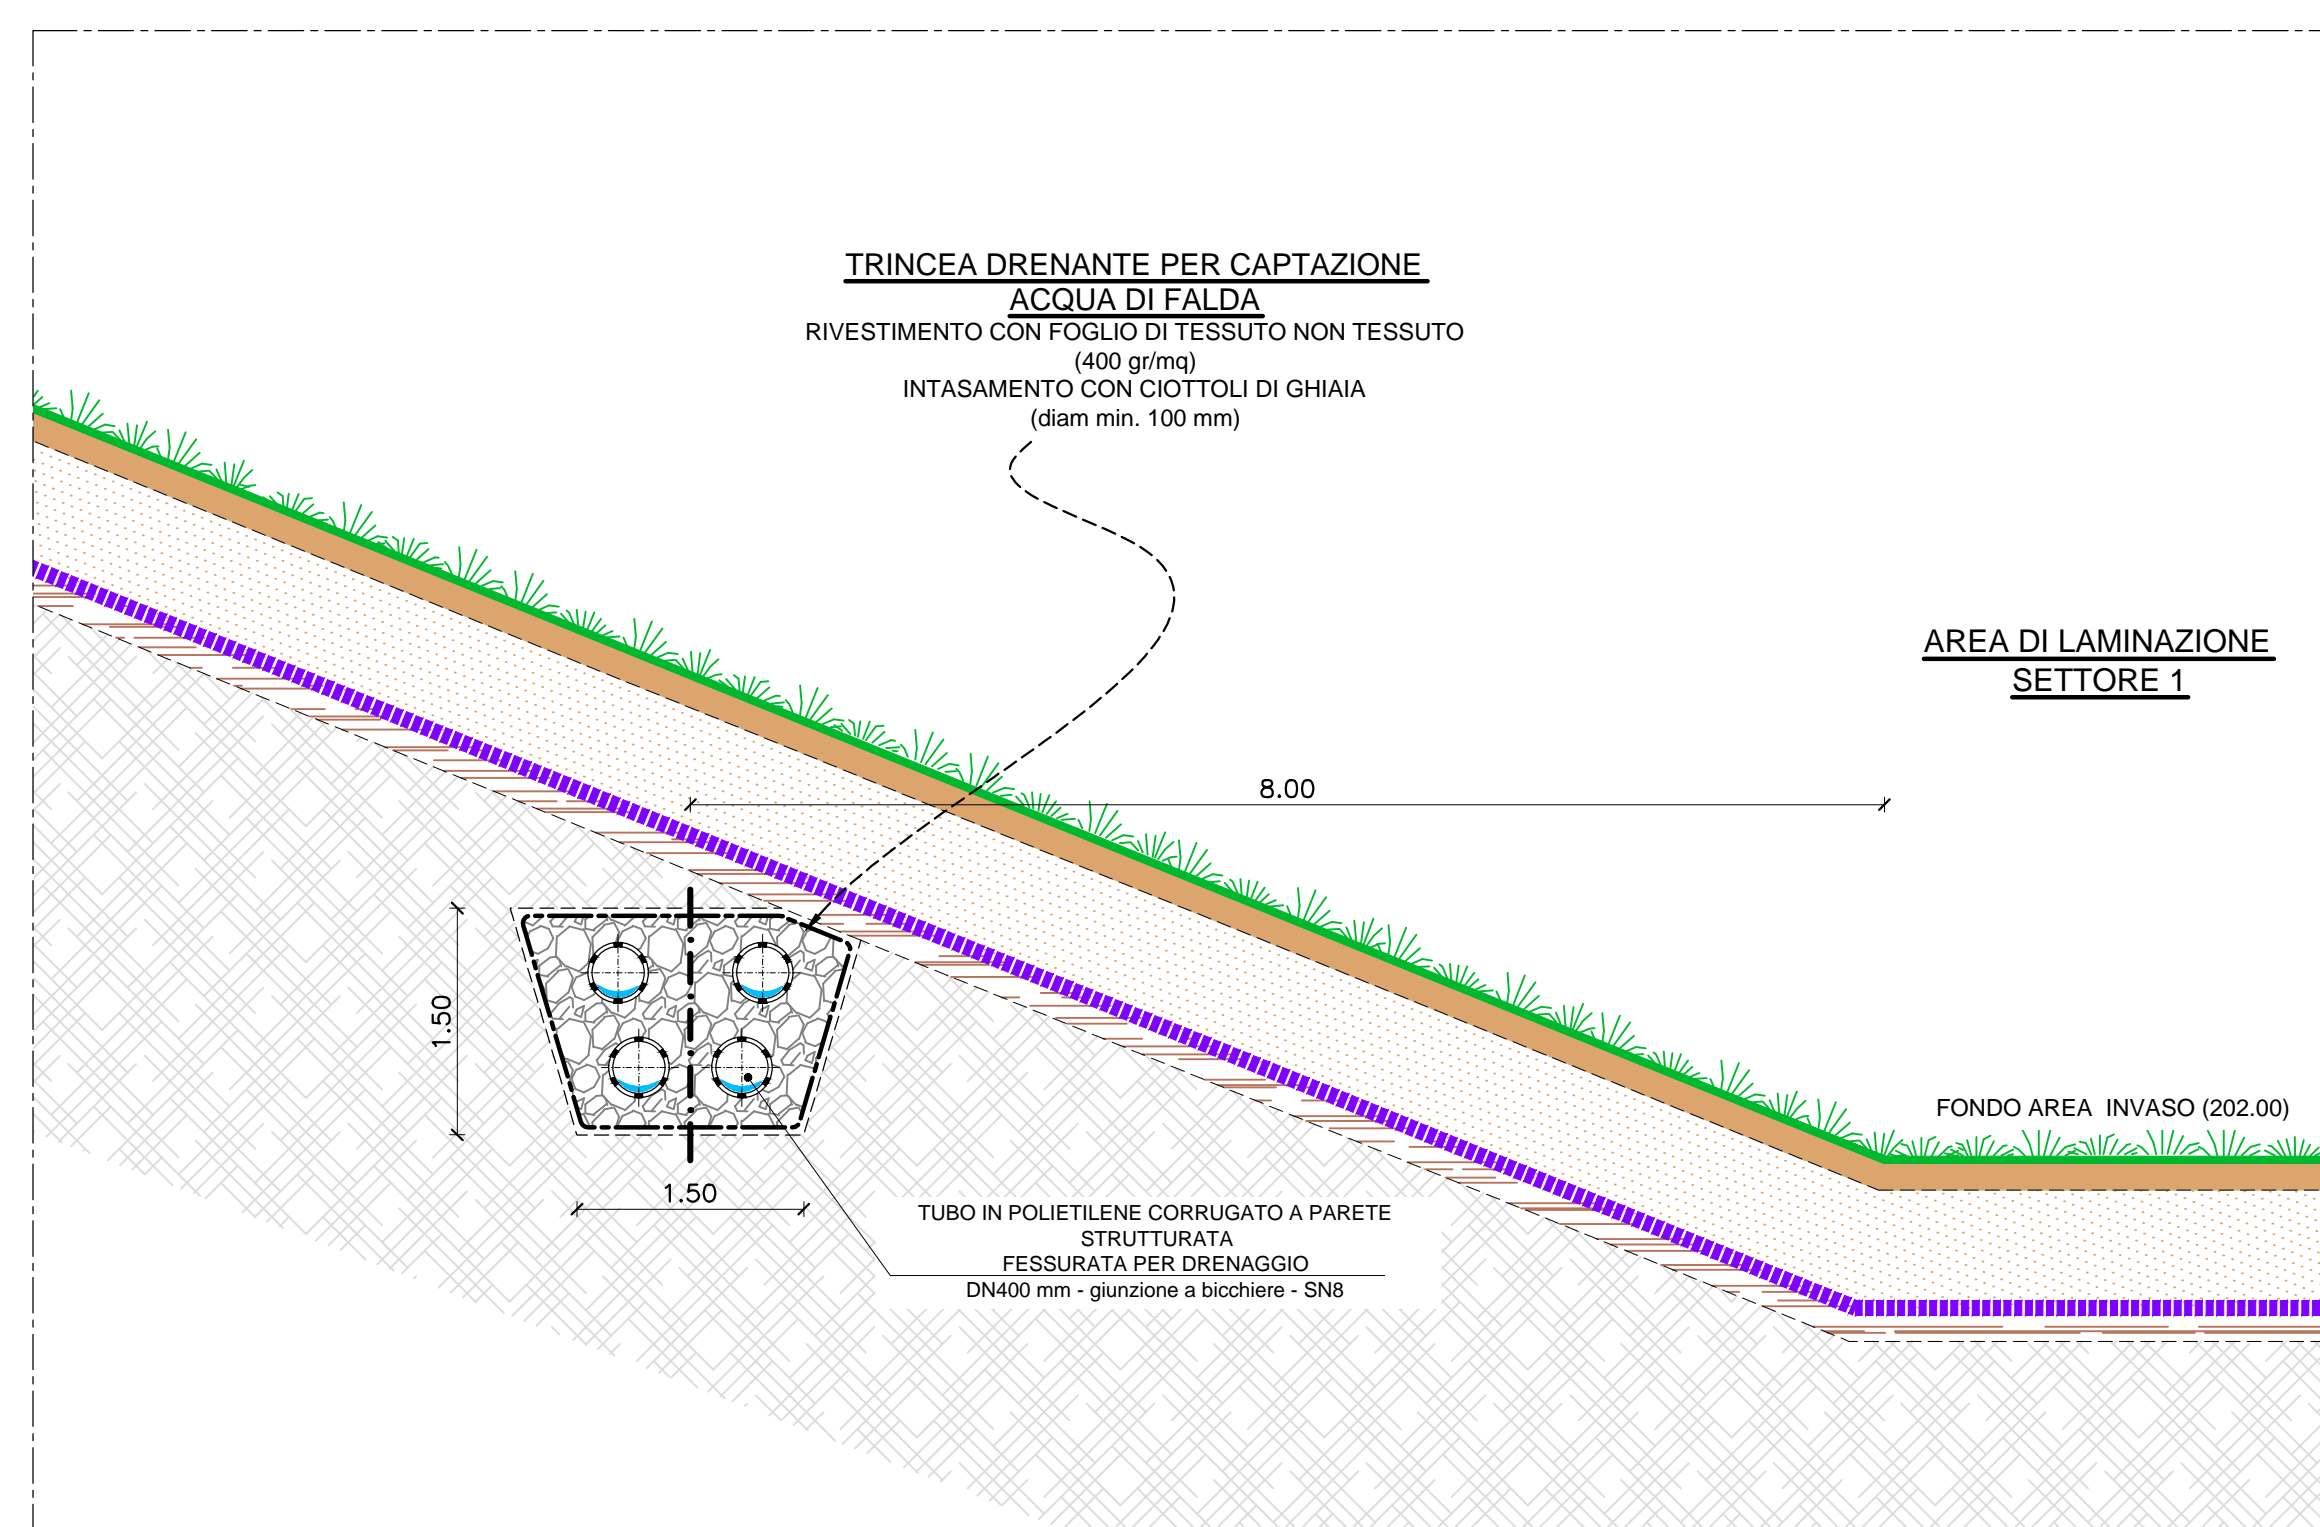 TRINCEA DRENANTE PER CAPTAZIONE
ACQUA DI FALDA
RIVESTIMENTO CON FOGLIO DI TESSUTO NON TESSUTO
(400 gr/mq)
INTASAMENTO CON CIOTTOLI DI GHIAIA
(diam min. 100 mm)
AREA DI LAMINAZIONE
SETTORE 1
8.00
1.50
1.50
FONDO AREA  INVASO (202.00)
TUBO IN POLIETILENE CORRUGATO A PARETE
STRUTTURATA
FESSURATA PER DRENAGGIO
DN400 mm - giunzione a bicchiere - SN8